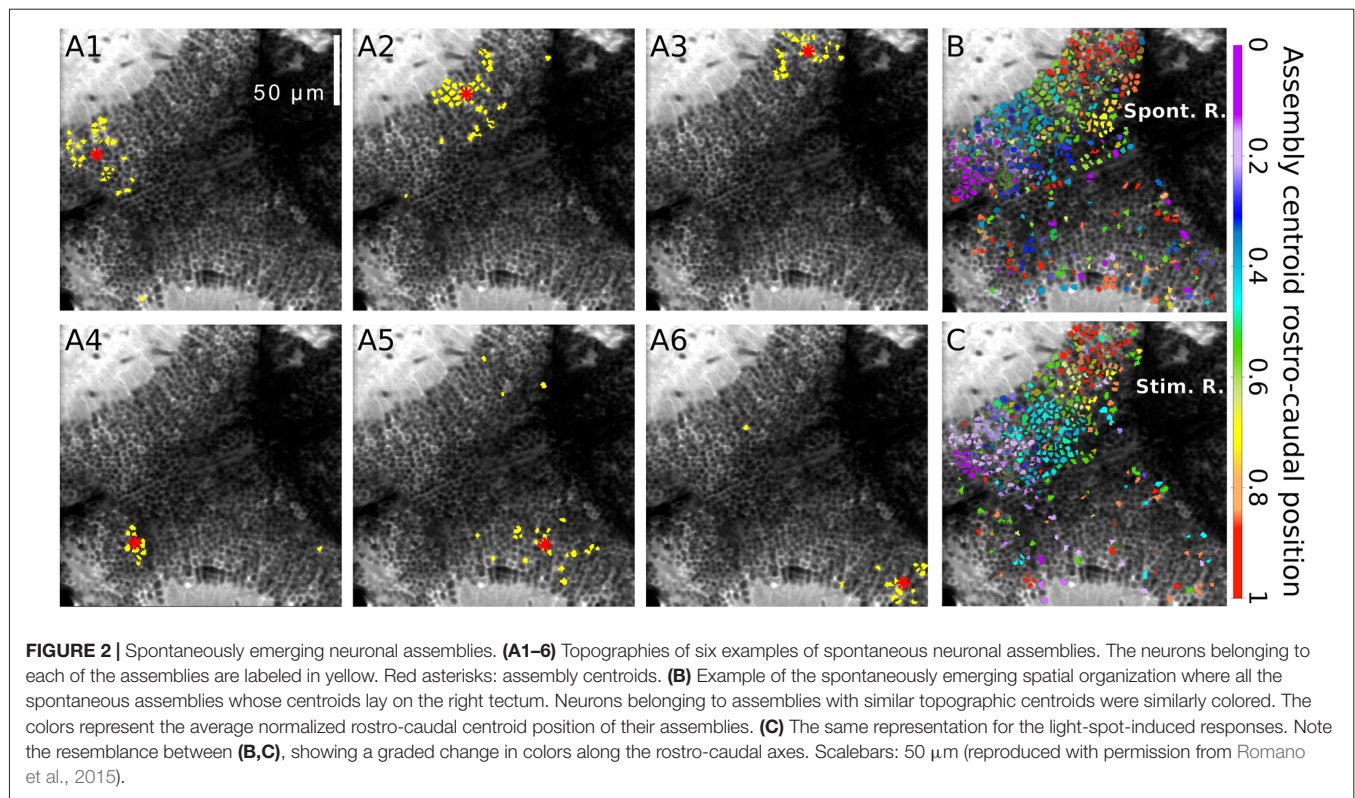 A1
50 μm
A2
A3
B
Spont. R.
A4
A5
A6
C
Stim. R.
0
0.2
0.4
0.6
0.8
1
Assembly centroid rostro-caudal position
FIGURE 2 | Spontaneously emerging neuronal assemblies. (A1–6) Topographies of six examples of spontaneous neuronal assemblies. The neurons belonging to
each of the assemblies are labeled in yellow. Red asterisks: assembly centroids. (B) Example of the spontaneously emerging spatial organization where all the
spontaneous assemblies whose centroids lay on the right tectum. Neurons belonging to assemblies with similar topographic centroids were similarly colored. The
colors represent the average normalized rostro-caudal centroid position of their assemblies. (C) The same representation for the light-spot-induced responses. Note
the resemblance between (B,C), showing a graded change in colors along the rostro-caudal axes. Scalebars: 50 μm (reproduced with permission from Romano
et al., 2015).